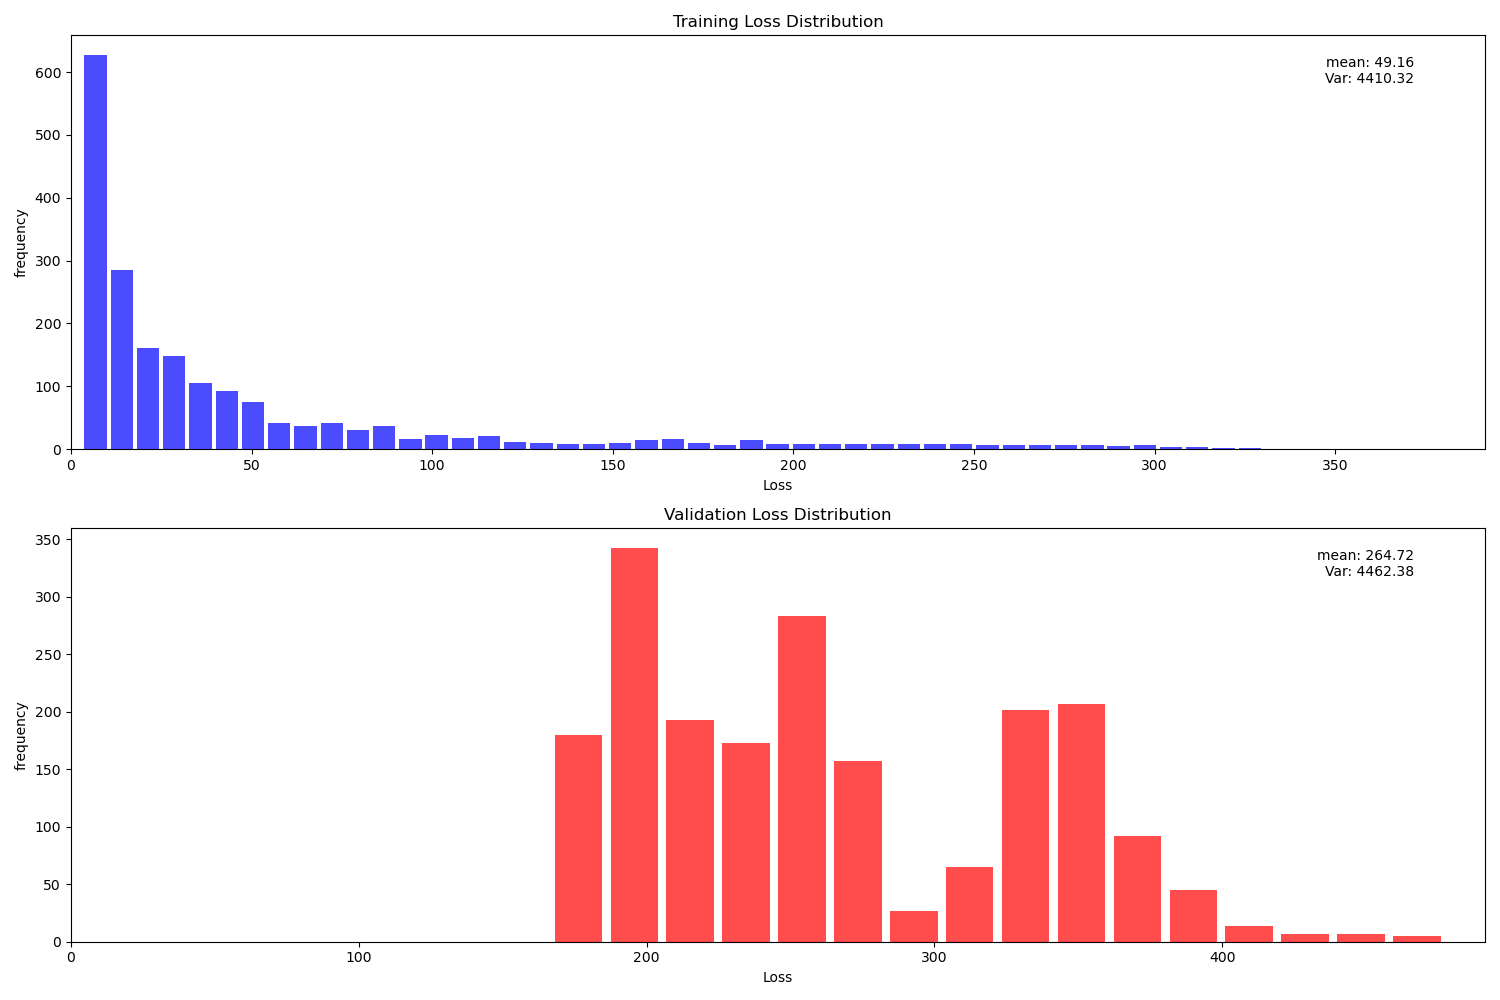 Training Loss Distribution
mean: 49.16
Var: 4410.32
frequency
600
500
400
300
200
100
0
0 50 100 150 200 250 300 350
Loss
Validation Loss Distribution
mean: 264.72
Var: 4462.38
frequency
350
300
250
200
150
100
50
0
0 100 200 300 400
Loss